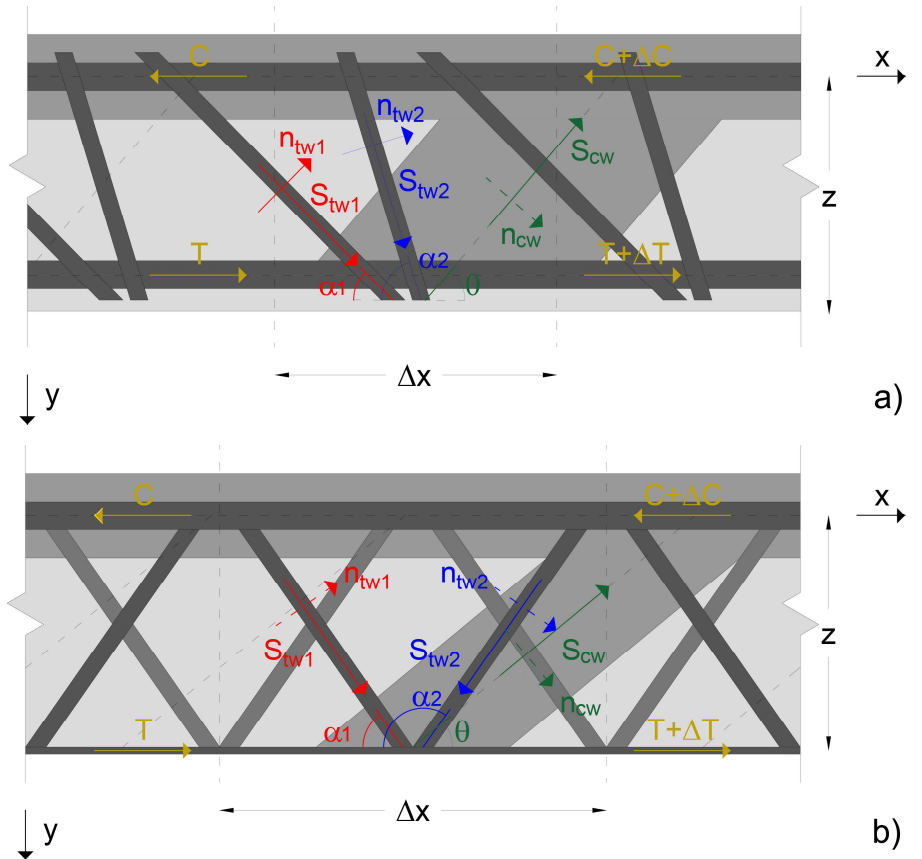 C
C+ΔC
x
n_tw1
n_tw2
S_tw1
S_tw2
S_cw
n_cw
z
T
α1
α2
θ
T+ΔT
Δx
y
a)
C
C+ΔC
x
n_tw1
n_tw2
S_tw1
S_tw2
S_cw
n_cw
z
T
α1
α2
θ
T+ΔT
Δx
y
b)